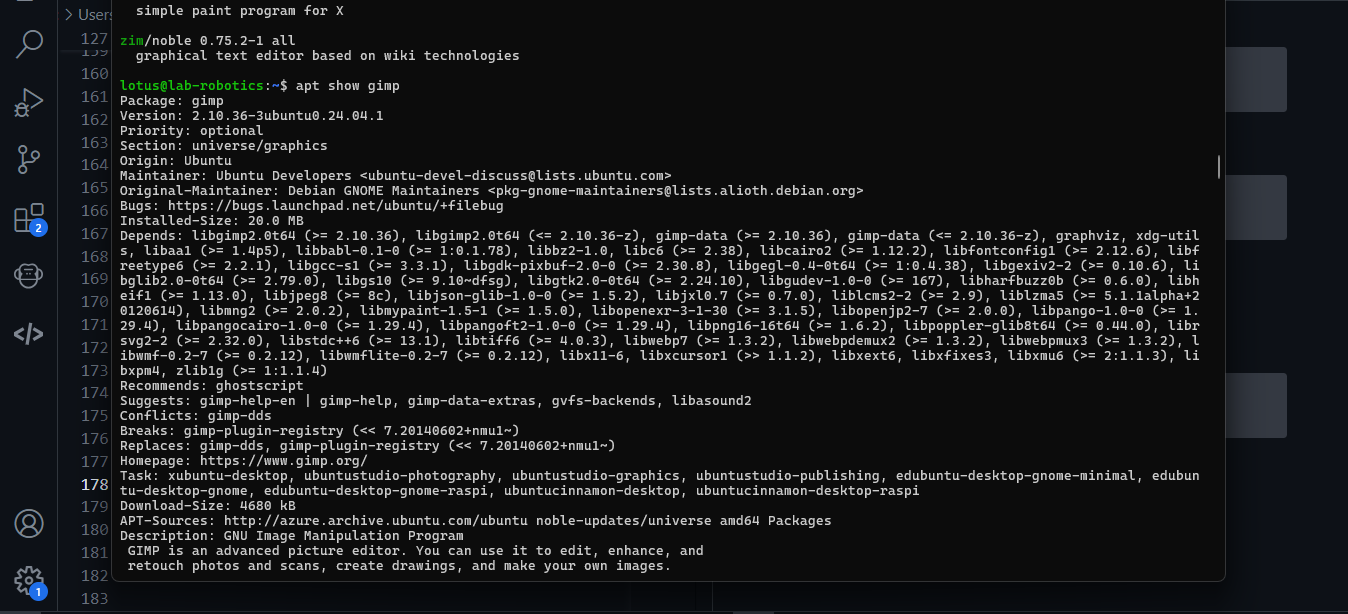 > Users
127
159
160
161
162
163
164
165
166
167
168
169
170
171
172
173
174
175
176
177
178
179
180
181
182
183
2
1
simple paint program for X
zim/noble 0.75.2-1 all
graphical text editor based on wiki technologies
lotus@lab-robotics:~$ apt show gimp
Package: gimp
Version: 2.10.36-3ubuntu0.24.04.1
Priority: optional
Section: universe/graphics
Origin: Ubuntu
Maintainer: Ubuntu Developers <ubuntu-devel-discuss@lists.ubuntu.com>
Original-Maintainer: Debian GNOME Maintainers <pkg-gnome-maintainers@lists.alioth.debian.org>
Bugs: https://bugs.launchpad.net/ubuntu/+filebug
Installed-Size: 20.0 MB
Depends: libgimp2.0t64 (>= 2.10.36), libgimp2.0t64 (<= 2.10.36-z), gimp-data (>= 2.10.36), gimp-data (<= 2.10.36-z), graphviz, xdg-util
s, libaa1 (>= 1.4p5), libbabl-0.1-0 (>= 1:0.1.78), libbz2-1.0, libc6 (>= 2.38), libcairo2 (>= 1.12.2), libfontconfig1 (>= 2.12.6), libf
reetype6 (>= 2.2.1), libgcc-s1 (>= 3.3.1), libgdk-pixbuf-2.0-0 (>= 2.30.8), libgegl-0.4-0t64 (>= 1:0.4.38), libgexiv2-2 (>= 0.10.6), li
bglib2.0-0t64 (>= 2.79.0), libgs10 (>= 9.10~dfsg), libgtk2.0-0t64 (>= 2.24.10), libgudev-1.0-0 (>= 167), libharfbuzz0b (>= 0.6.0), libh
eif1 (>= 1.13.0), libjpeg8 (>= 8c), libjson-glib-1.0-0 (>= 1.5.2), libjxl0.7 (>= 0.7.0), liblcms2-2 (>= 2.9), liblzma5 (>= 5.1.1alpha+2
0120614), libmng2 (>= 2.0.2), libmypaint-1.5-1 (>= 1.5.0), libopenexr-3-1-30 (>= 3.1.5), libopenjp2-7 (>= 2.0.0), libpango-1.0-0 (>= 1.
29.4), libpangocairo-1.0-0 (>= 1.29.4), libpangoft2-1.0-0 (>= 1.29.4), libpng16-16t64 (>= 1.6.2), libpoppler-glib8t64 (>= 0.44.0), libr
svg2-2 (>= 2.32.0), libstdc++6 (>= 13.1), libtiff6 (>= 4.0.3), libwebp7 (>= 1.3.2), libwebpdemux2 (>= 1.3.2), libwebpmux3 (>= 1.3.2), l
ibwmf-0.2-7 (>= 0.2.12), libwmflite-0.2-7 (>= 0.2.12), libx11-6, libxcursor1 (>> 1.1.2), libxext6, libxfixes3, libxmu6 (>= 2:1.1.3), li
bxpm4, zlib1g (>= 1:1.1.4)
Recommends: ghostscript
Suggests: gimp-help-en | gimp-help, gimp-data-extras, gvfs-backends, libasound2
Conflicts: gimp-dds
Breaks: gimp-plugin-registry (<< 7.20140602+nmu1~)
Replaces: gimp-dds, gimp-plugin-registry (<< 7.20140602+nmu1~)
Homepage: https://www.gimp.org/
Task: xubuntu-desktop, ubuntustudio-photography, ubuntustudio-graphics, ubuntustudio-publishing, edubuntu-desktop-gnome-minimal, edubun
tu-desktop-gnome, edubuntu-desktop-gnome-raspi, ubuntucinnamon-desktop, ubuntucinnamon-desktop-raspi
Download-Size: 4680 kB
APT-Sources: http://azure.archive.ubuntu.com/ubuntu noble-updates/universe amd64 Packages
Description: GNU Image Manipulation Program
GIMP is an advanced picture editor. You can use it to edit, enhance, and
retouch photos and scans, create drawings, and make your own images.